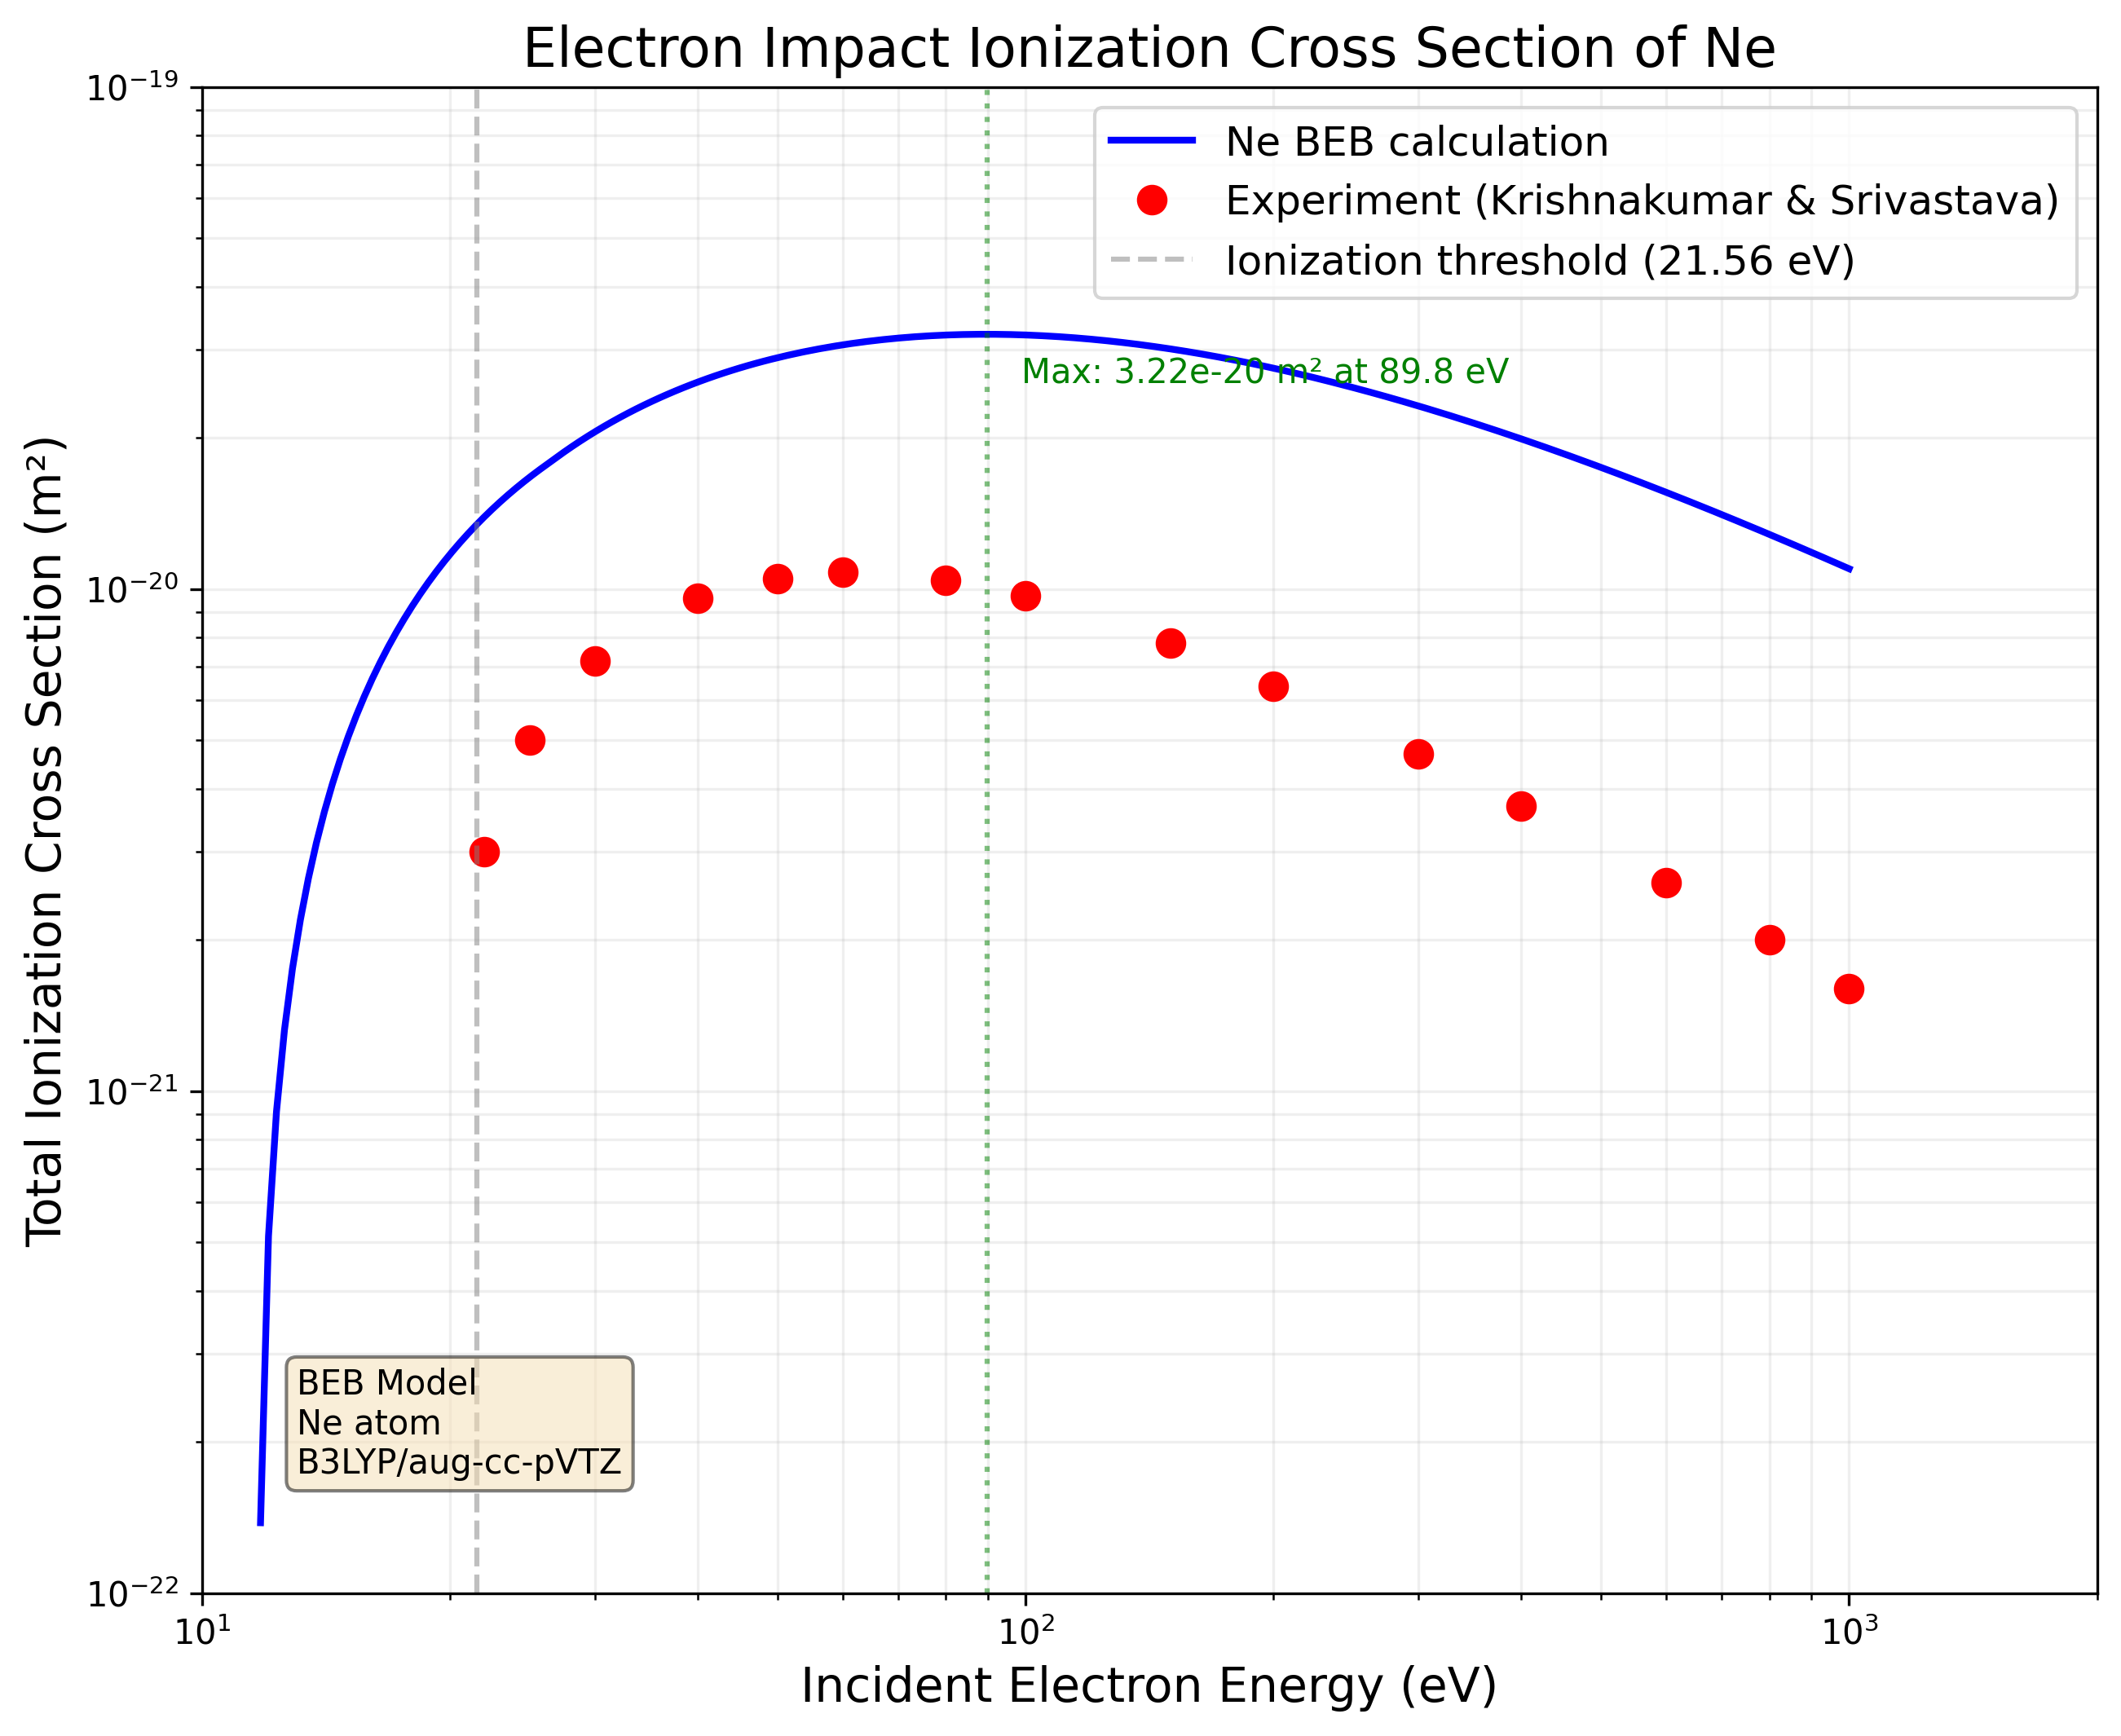 Electron Impact Ionization Cross Section of Ne
Ne BEB calculation
Experiment (Krishnakumar & Srivastava)
Ionization threshold (21.56 eV)
Max: 3.22e-20 m² at 89.8 eV
Total Ionization Cross Section (m²)
10⁻¹⁹
10⁻²⁰
10⁻²¹
10⁻²²
BEB Model
Ne atom
B3LYP/aug-cc-pVTZ
10¹
10²
10³
Incident Electron Energy (eV)